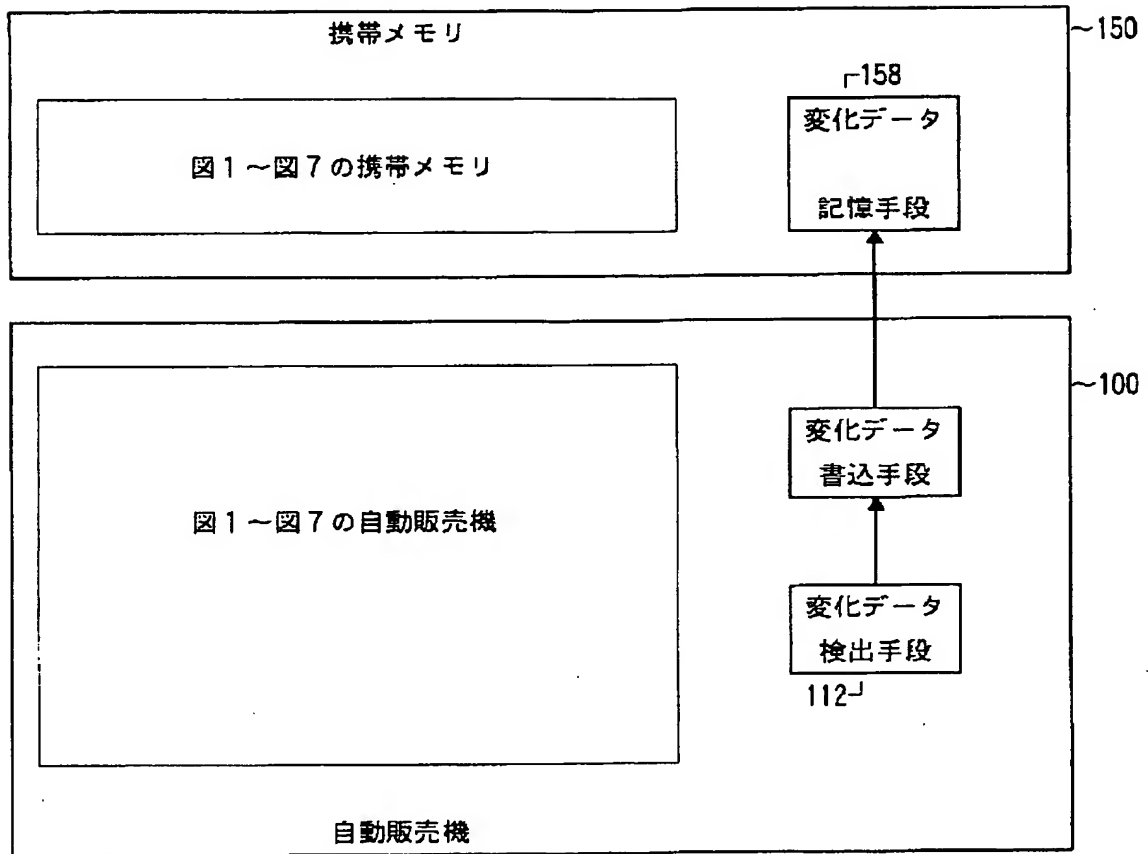 携帯メモリ
~150
158
変化データ
記憶手段
図1~図7の携帯メモリ
~100
変化データ
書込手段
図1~図7の自動販売機
変化データ
検出手段
112
自動販売機